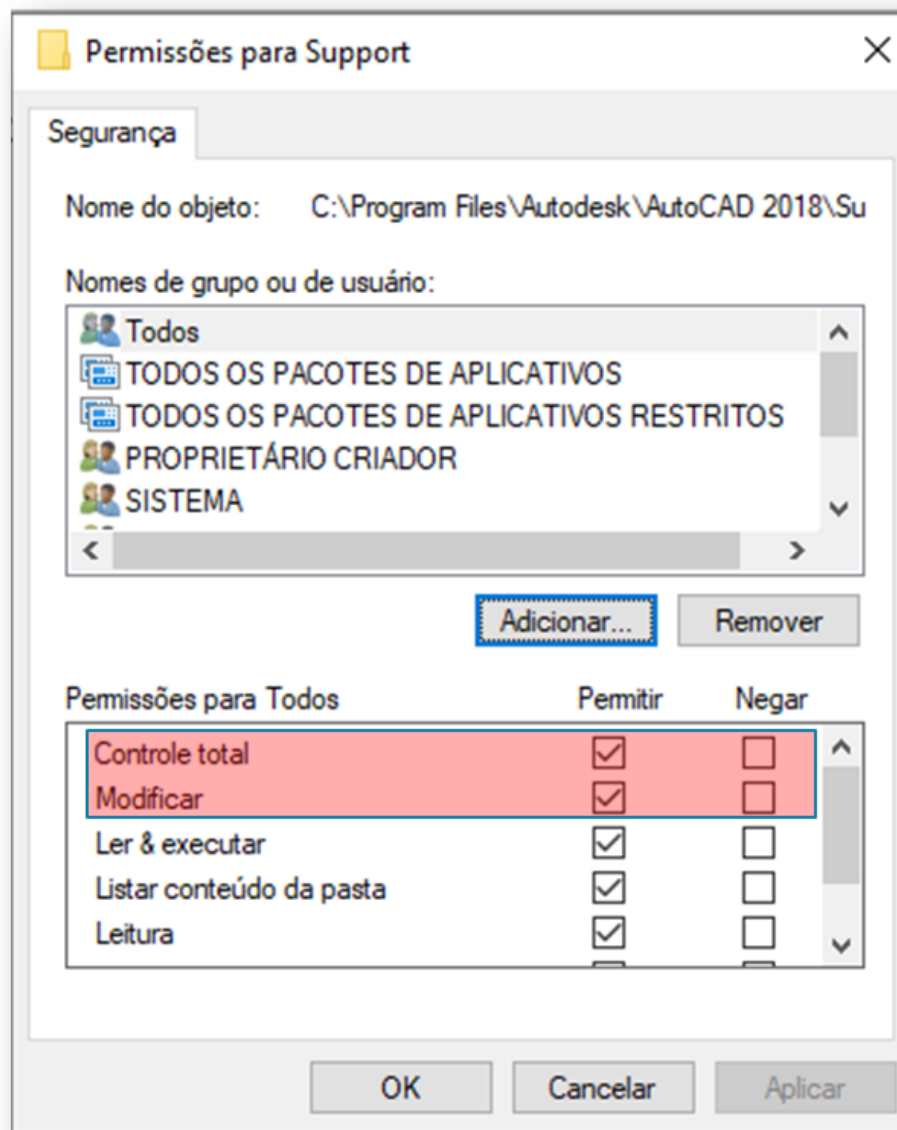 Permissões para Support
Segurança
Nome do objeto: C:\Program Files\Autodesk\AutoCAD 2018\Su
Nomes de grupo ou de usuário:
Todos
TODOS OS PACOTES DE APLICATIVOS
TODOS OS PACOTES DE APLICATIVOS RESTRITOS
PROPRIETÁRIO CRIADOR
SISTEMA
Adicionar... Remover
Permissões para Todos Permitir Negar
Controle total
Modificar
Ler & executar
Listar conteúdo da pasta
Leitura
OK Cancelar Aplicar